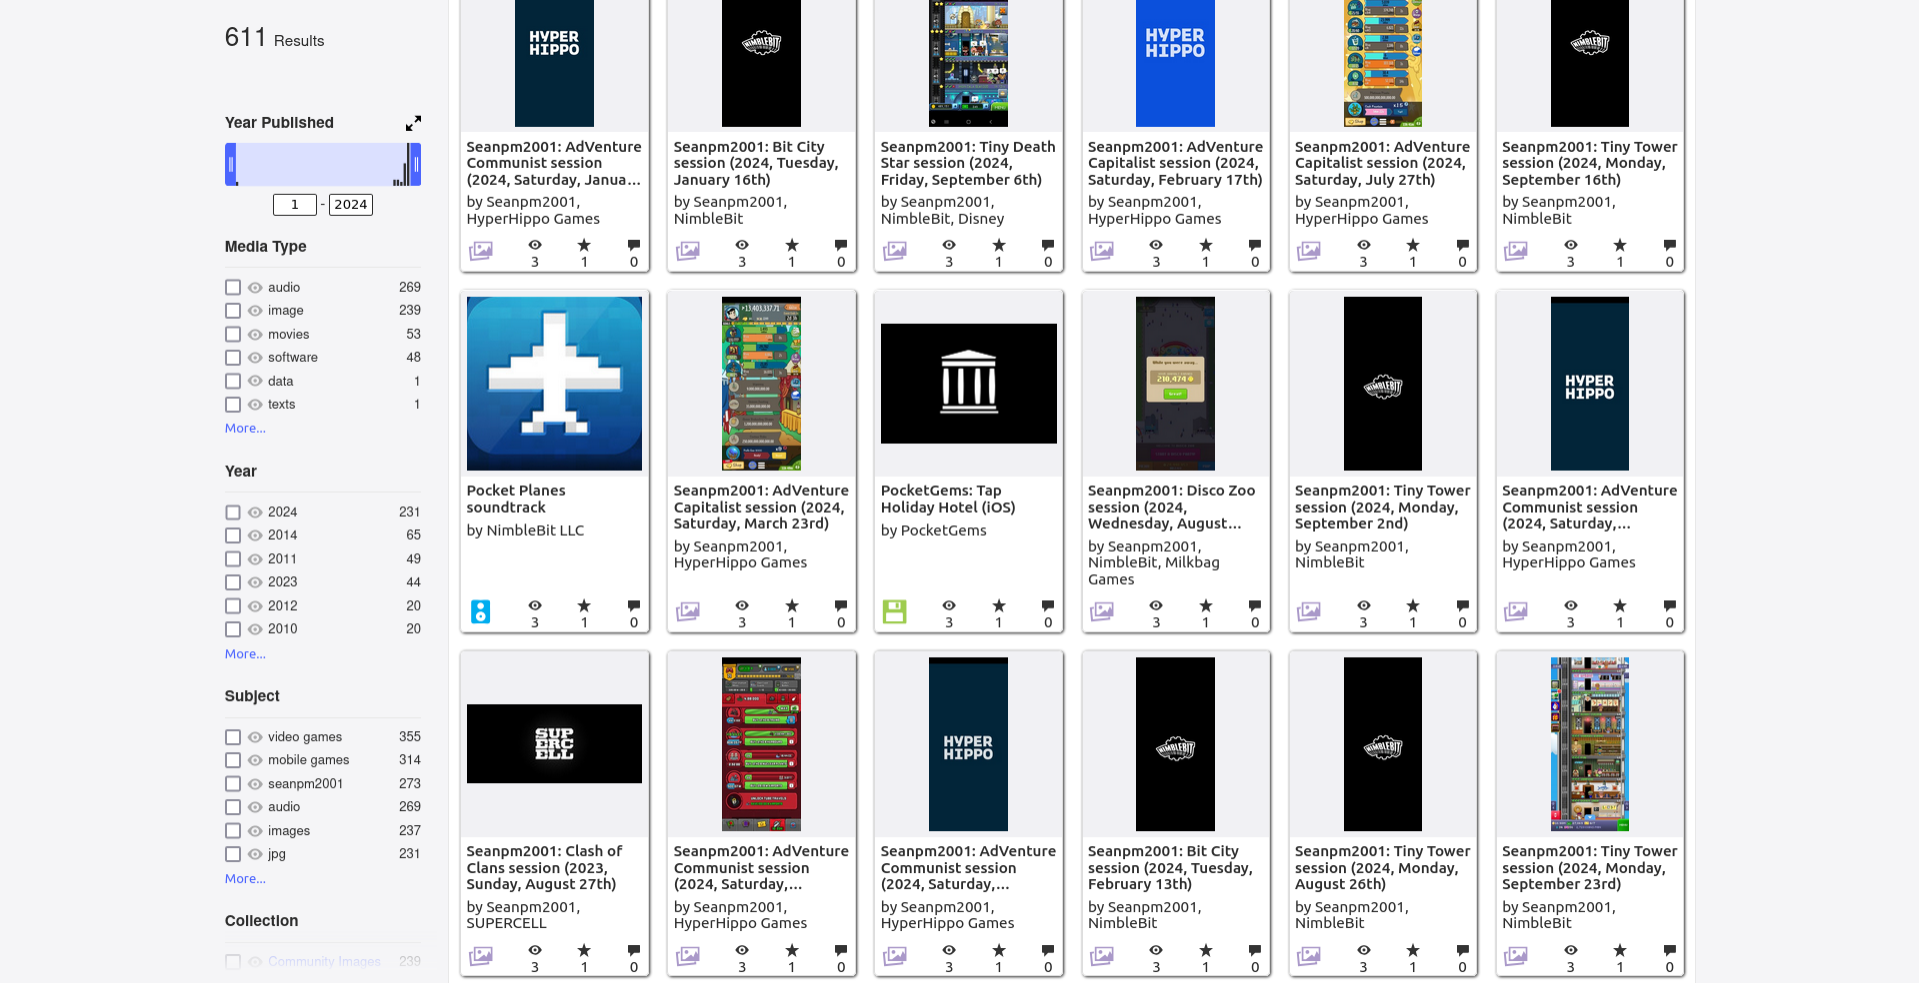 611 Results
Year Published
1 - 2024
Media Type
audio 269
image 239
movies 53
software 48
data 1
texts 1
More...
Year
2024 231
2014 65
2011 49
2023 44
2012 20
2010 20
More...
Subject
video games 355
mobile games 314
seanpm2001 273
audio 269
images 237
jpg 231
More...
Collection
Community Images 239
HYPER
HIPPO
Seanpm2001: AdVenture
Communist session
(2024, Saturday, Janua...
by Seanpm2001,
HyperHippo Games
3 1 0
NIMBLEBIT
Seanpm2001: Bit City
session (2024, Tuesday,
January 16th)
by Seanpm2001,
NimbleBit
3 1 0
Seanpm2001: Tiny Death
Star session (2024,
Friday, September 6th)
by Seanpm2001,
NimbleBit, Disney
3 1 0
HYPER
HIPPO
Seanpm2001: AdVenture
Capitalist session (2024,
Saturday, February 17th)
by Seanpm2001,
HyperHippo Games
3 1 0
Seanpm2001: AdVenture
Capitalist session (2024,
Saturday, July 27th)
by Seanpm2001,
HyperHippo Games
3 1 0
NIMBLEBIT
Seanpm2001: Tiny Tower
session (2024, Monday,
September 16th)
by Seanpm2001,
NimbleBit
3 1 0
Pocket Planes
soundtrack
by NimbleBit LLC
3 1 0
Seanpm2001: AdVenture
Capitalist session (2024,
Saturday, March 23rd)
by Seanpm2001,
HyperHippo Games
3 1 0
PocketGems: Tap
Holiday Hotel (iOS)
by PocketGems
3 1 0
While you were away...
210,474
Seanpm2001: Disco Zoo
session (2024,
Wednesday, August...
by Seanpm2001,
NimbleBit, Milkbag
Games
3 1 0
NIMBLEBIT
Seanpm2001: Tiny Tower
session (2024, Monday,
September 2nd)
by Seanpm2001,
NimbleBit
3 1 0
HYPER
HIPPO
Seanpm2001: AdVenture
Communist session
(2024, Saturday,...
by Seanpm2001,
HyperHippo Games
3 1 0
SUP
ERC
ELL
Seanpm2001: Clash of
Clans session (2023,
Sunday, August 27th)
by Seanpm2001,
SUPERCELL
3 1 0
Seanpm2001: AdVenture
Communist session
(2024, Saturday,...
by Seanpm2001,
HyperHippo Games
3 1 0
HYPER
HIPPO
Seanpm2001: AdVenture
Communist session
(2024, Saturday,...
by Seanpm2001,
HyperHippo Games
3 1 0
NIMBLEBIT
Seanpm2001: Bit City
session (2024, Tuesday,
February 13th)
by Seanpm2001,
NimbleBit
3 1 0
NIMBLEBIT
Seanpm2001: Tiny Tower
session (2024, Monday,
August 26th)
by Seanpm2001,
NimbleBit
3 1 0
Seanpm2001: Tiny Tower
session (2024, Monday,
September 23rd)
by Seanpm2001,
NimbleBit
3 1 0